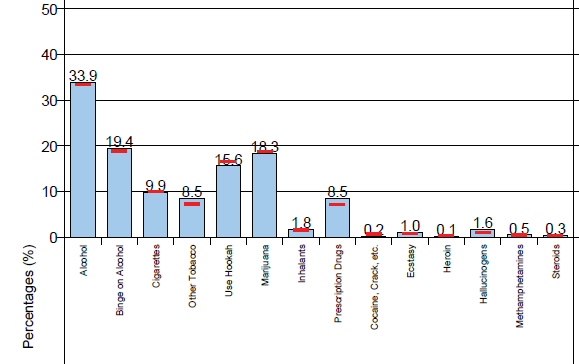 50
40
30
20
10
0
33.9
19.4
9.9
8.5
15.6
18.3
1.8
8.5
0.2
1.0
0.1
1.6
0.5
0.3
Percentages (%)
Alcohol
Binge on Alcohol
Cigarettes
Other Tobacco
Use Hookah
Marijuana
Inhalants
Prescription Drugs
Cocaine, Crack, etc.
Ecstasy
Heroin
Hallucinogens
Methamphetamines
Steroids